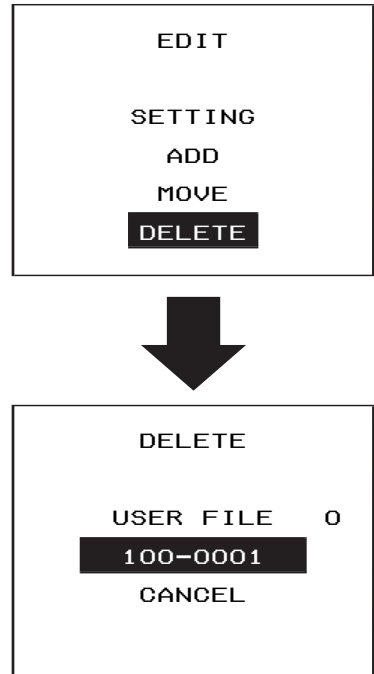 EDIT
SETTING
ADD
MOVE
DELETE
DELETE
USER FILE 0
100-0001
CANCEL